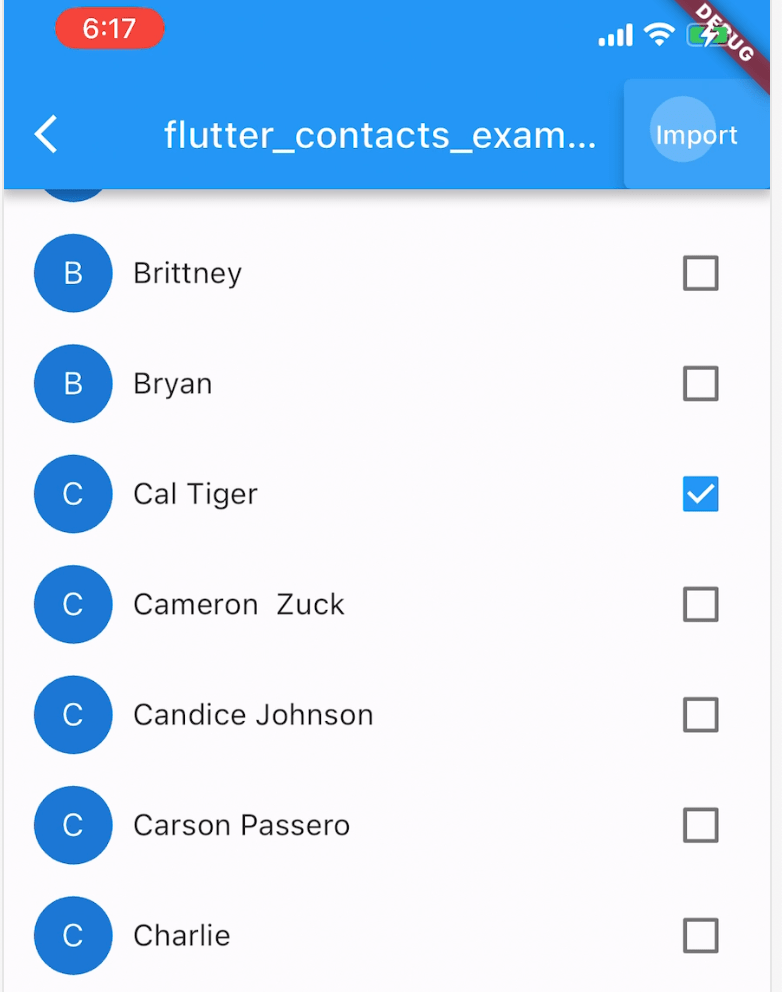 6:17
DEBUG
flutter_contacts_exam...
Import
B Brittney
B Bryan
C Cal Tiger
C Cameron  Zuck
C Candice Johnson
C Carson Passero
C Charlie